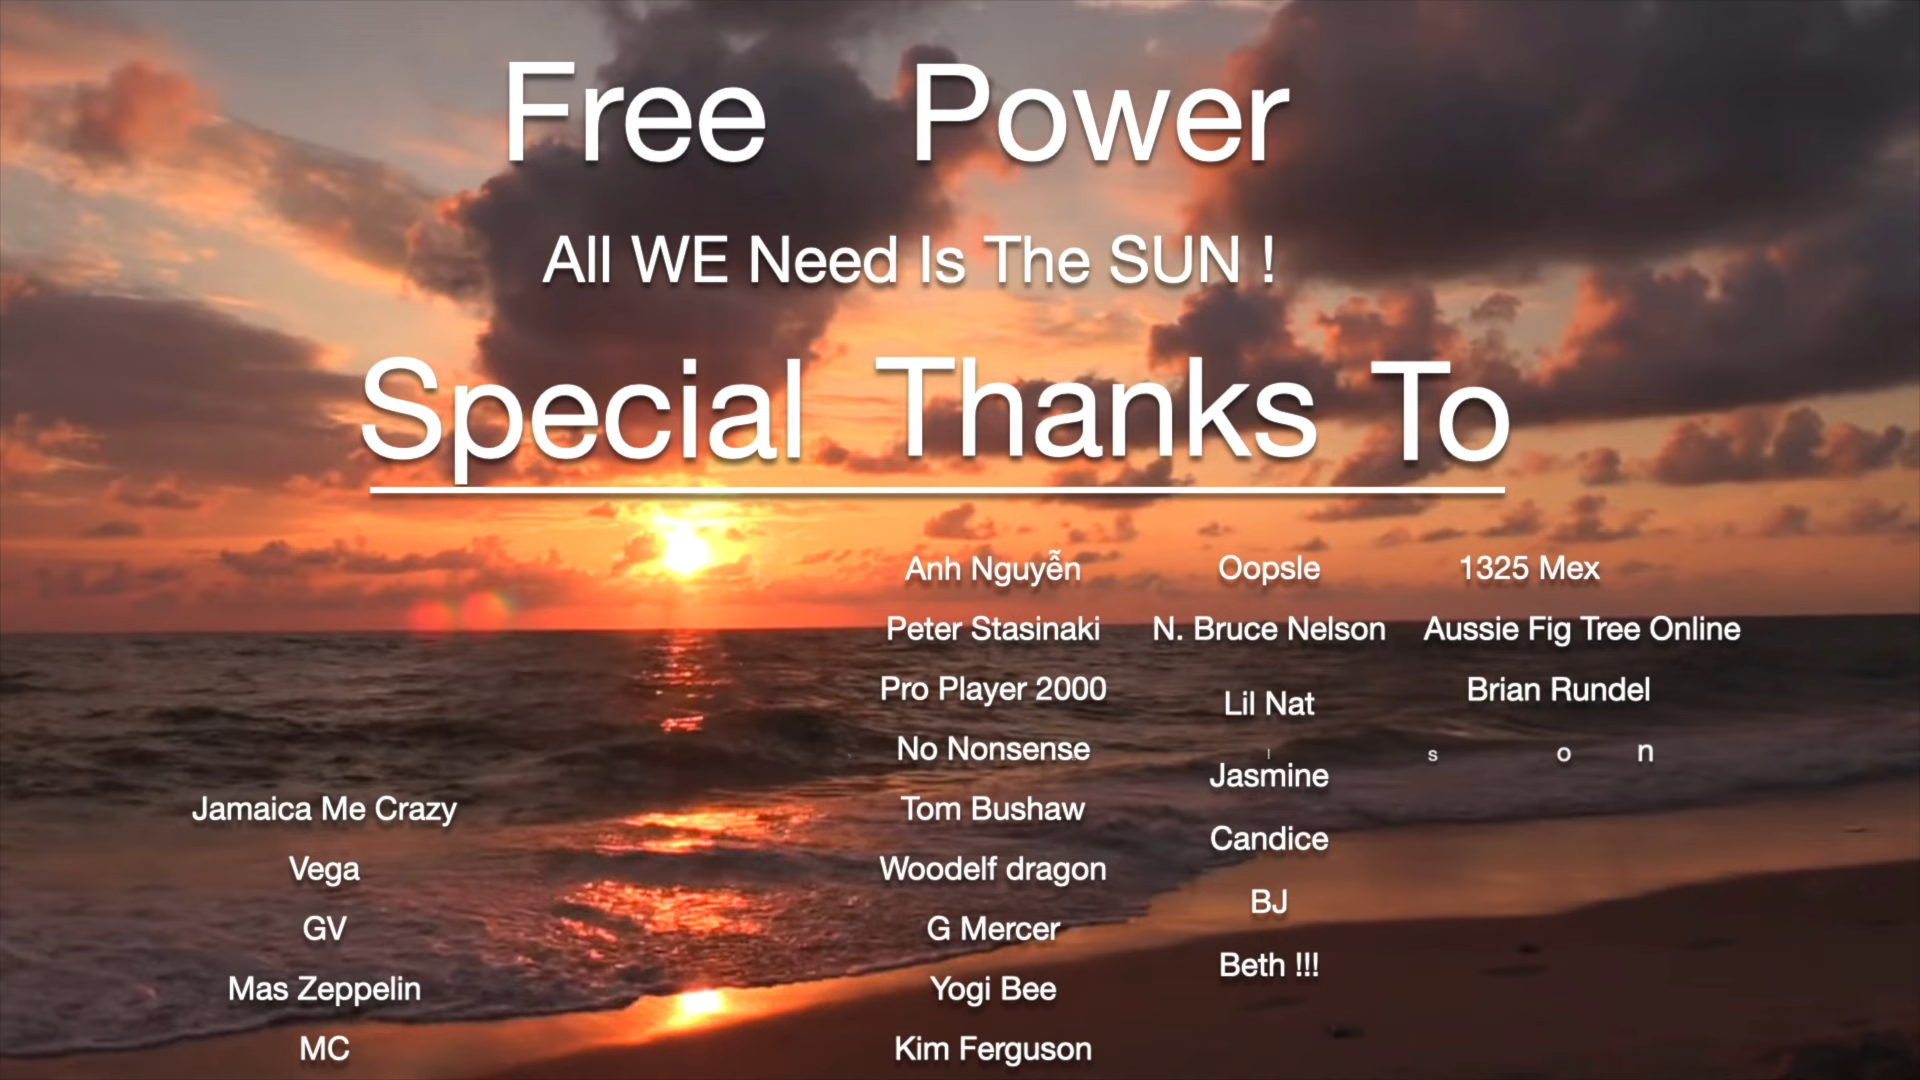 Free Power
All WE Need Is The SUN !
Special Thanks To
Jamaica Me Crazy
Vega
GV
Mas Zeppelin
MC
Anh Nguyễn
Peter Stasinaki
Pro Player 2000
No Nonsense
Tom Bushaw
Woodelf dragon
G Mercer
Yogi Bee
Kim Ferguson
Oopsle
N. Bruce Nelson
Lil Nat
Jasmine
Candice
BJ
Beth !!!
1325 Mex
Aussie Fig Tree Online
Brian Rundel
l s o n